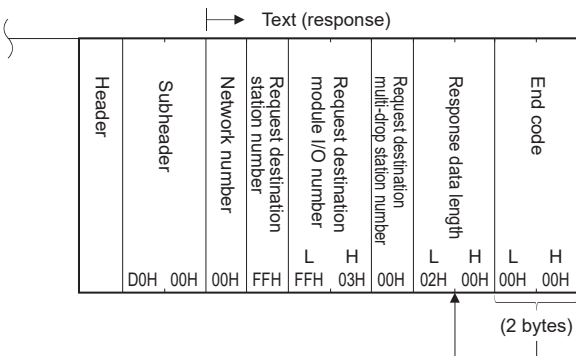 Text (response)
Header
Subheader
Network number
Request destination
station number
Request destination
module I/O number
Request destination
multi-drop station number
Response data length
End code
L H L H L H
D0H 00H 00H FFH FFH 03H 00H 02H 00H 00H 00H
(2 bytes)